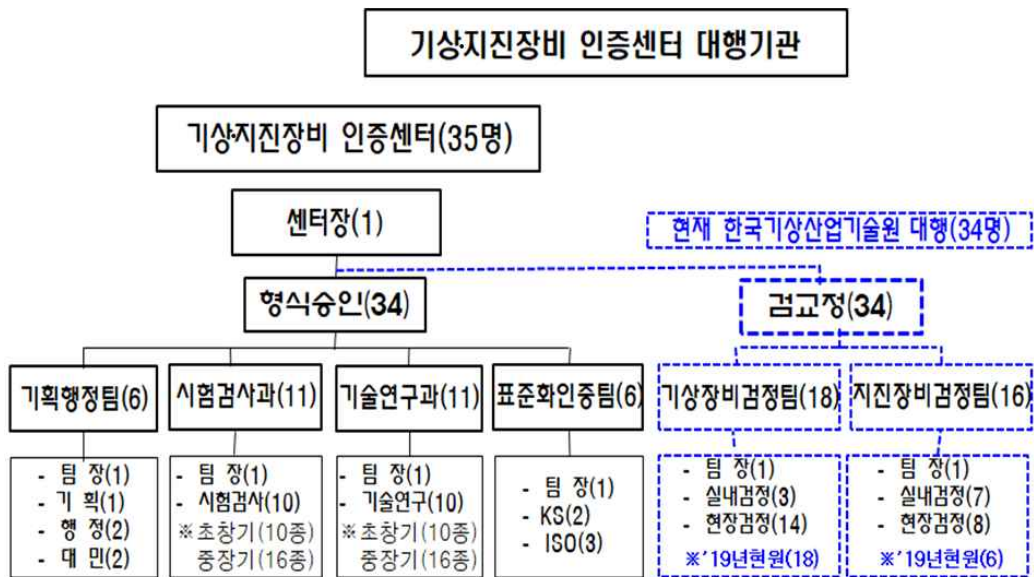 기상·지진장비 인증센터 대행기관
기상·지진장비 인증센터(35명)
센터장(1)
현재 한국기상산업기술원 대행(34명)
형식승인(34)
검교정(34)
기획행정팀(6)
시험검사과(11)
기술연구과(11)
표준화인증팀(6)
기상장비검정팀(18)
지진장비검정팀(16)
- 팀 장(1)
- 기 획(1)
- 행 정(2)
- 대 민(2)
- 팀 장(1)
- 시험검사(10)
※초창기(10종)
중장기(16종)
- 팀 장(1)
- 기술연구(10)
※초창기(10종)
중장기(16종)
- 팀 장(1)
- KS(2)
- ISO(3)
- 팀 장(1)
- 실내검정(3)
- 현장검정(14)
※'19년현원(18)
- 팀 장(1)
- 실내검정(7)
- 현장검정(8)
※'19년현원(6)